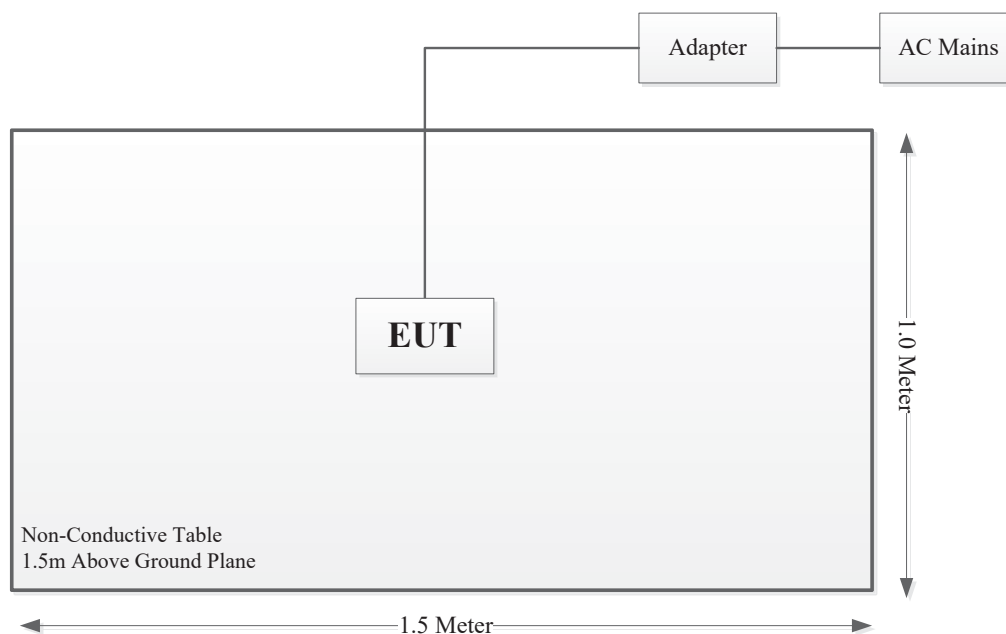 Adapter
AC Mains
EUT
1.0 Meter
Non-Conductive Table
1.5m Above Ground Plane
1.5 Meter